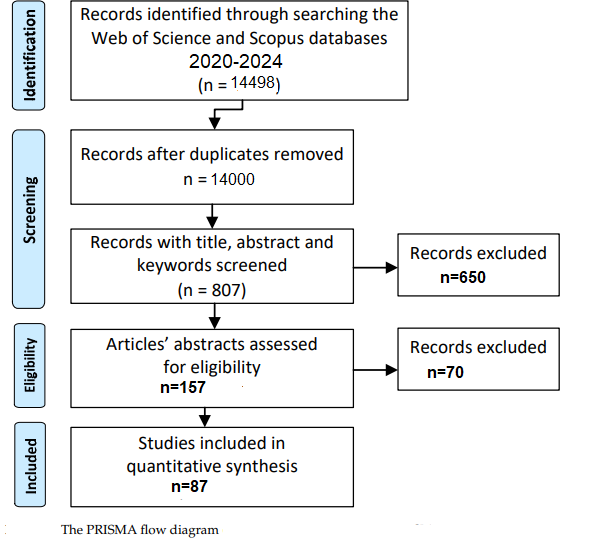 Identification
Records identified through searching the
Web of Science and Scopus databases
2020-2024
(n = 14498)
Screening
Records after duplicates removed
n = 14000
Records with title, abstract and
keywords screened
(n = 807)
Records excluded
n=650
Eligibility
Articles’ abstracts assessed
for eligibility
n=157
Records excluded
n=70
Included
Studies included in
quantitative synthesis
n=87
The PRISMA flow diagram